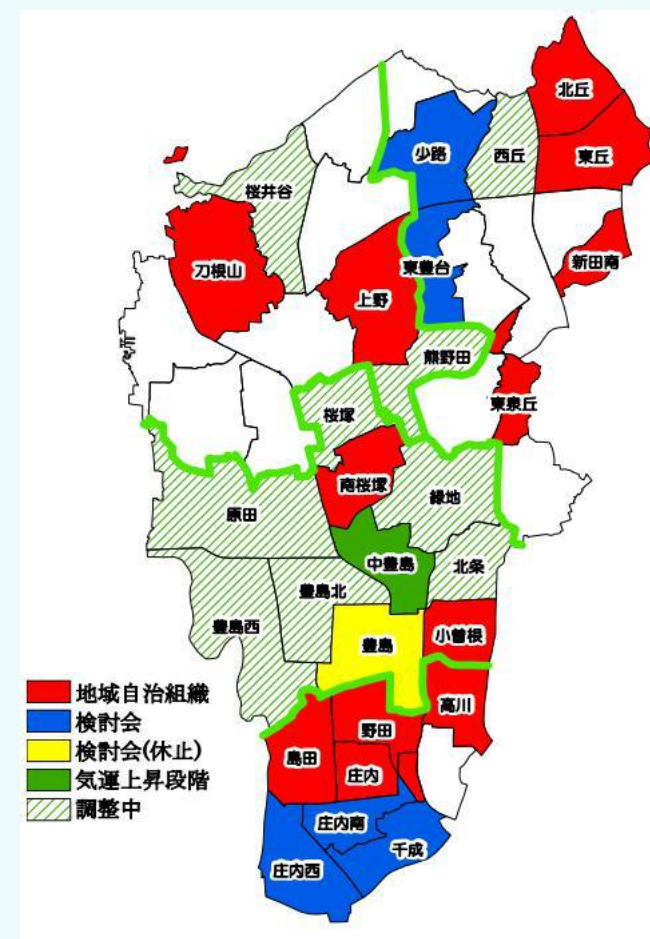 北丘
少路
西丘
東丘
桜井谷
刀根山
東豊台
新田南
上野
熊野田
東泉丘
桜塚
南桜塚
緑地
原田
中豊島
北条
豊島北
豊島西
豊島
小曽根
高川
野田
島田
庄内
庄内南
千成
庄内西
地域自治組織
検討会
検討会(休止)
気運上昇段階
調整中